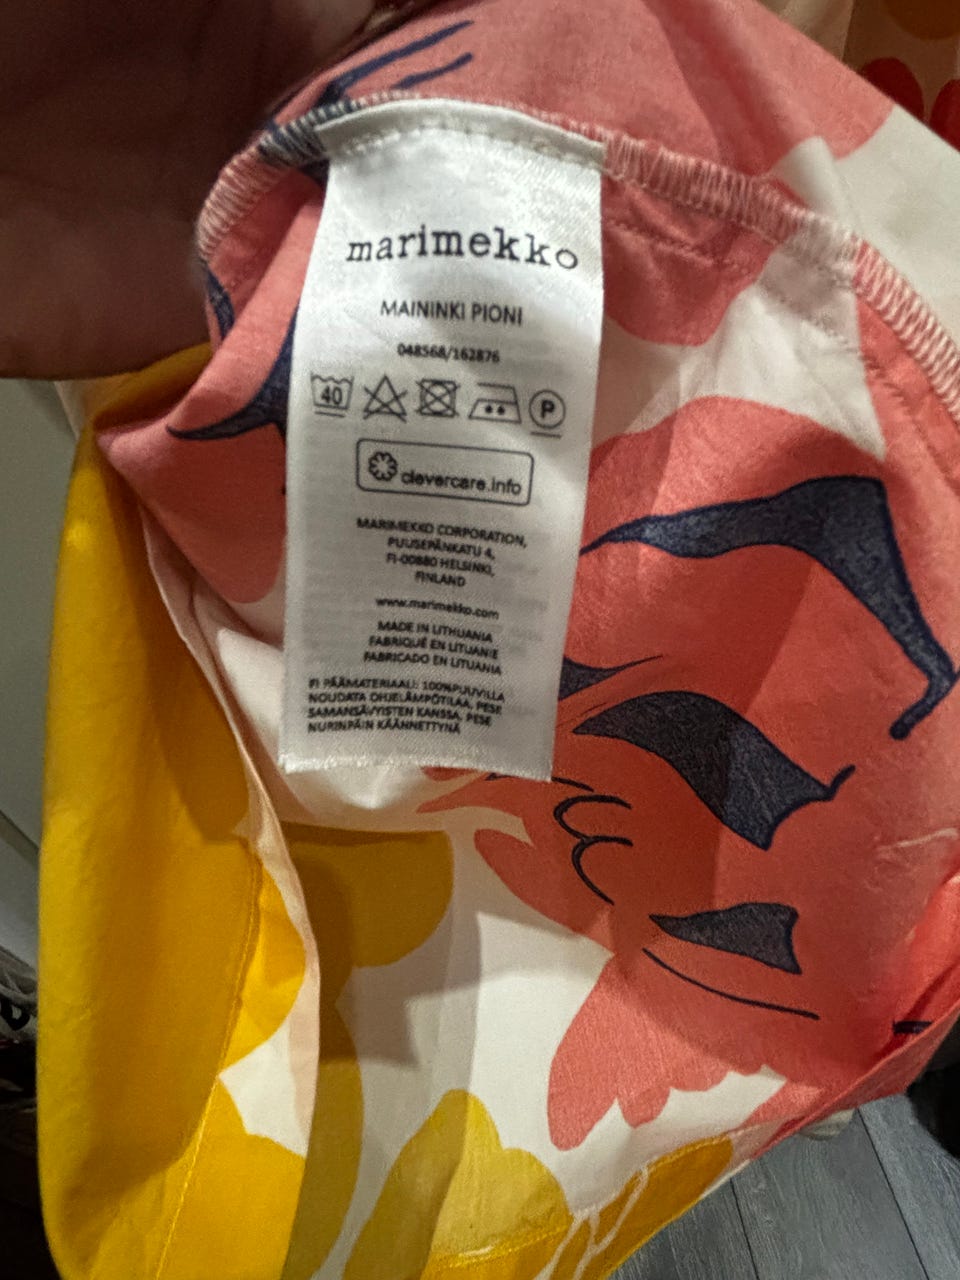 marimekko
MAININKI PIONI
048568/162876
40
P
clevercare.info
MARIMEKKO CORPORATION,
PUUSEPÄNKATU 4,
FI-00880 HELSINKI,
FINLAND
www.marimekko.com
MADE IN LITHUANIA
FABRIQUÉ EN LITUANIE
FABRICADO EN LITUANIA
FI PÄÄMATERIAALI: 100%PUUVILLA
NOUDATA OHJELÄMPÖTILAA, PESE
SAMANSÄVYISTEN KANSSA, PESE
NURINPÄIN KÄÄNNETTYNÄ